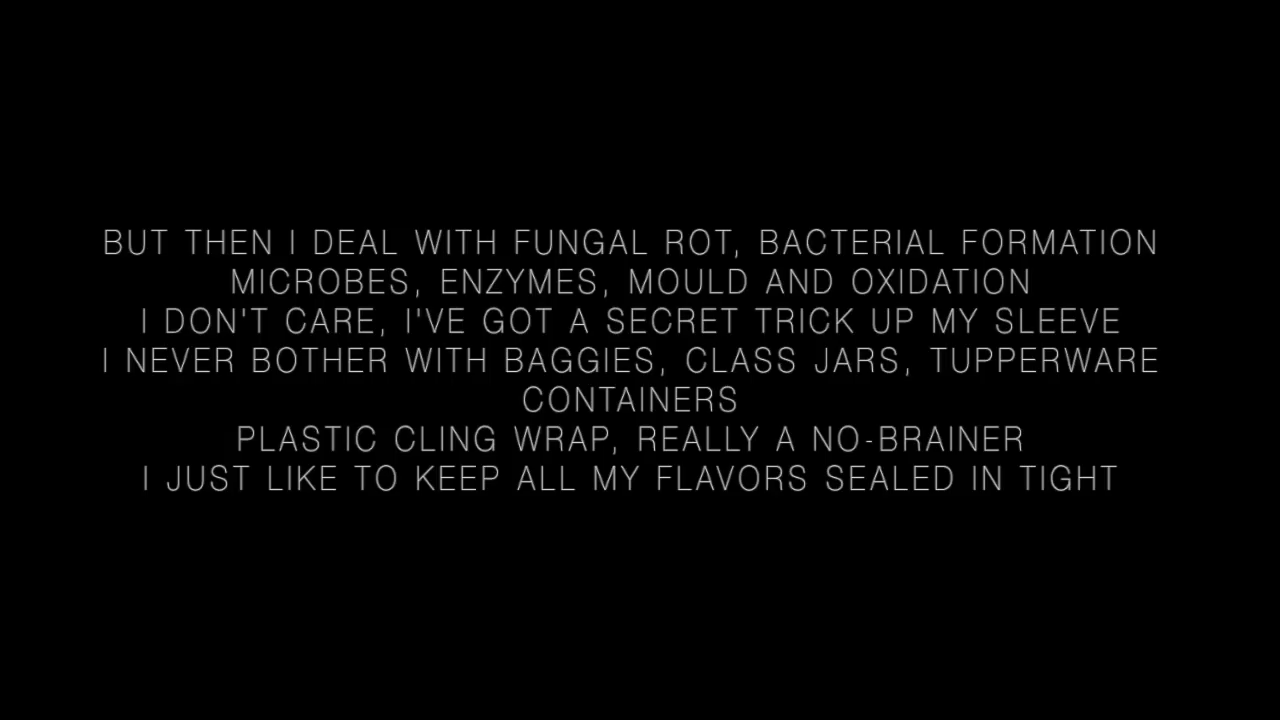 BUT THEN I DEAL WITH FUNGAL ROT, BACTERIAL FORMATION
MICROBES, ENZYMES, MOULD AND OXIDATION
I DON'T CARE, I'VE GOT A SECRET TRICK UP MY SLEEVE
I NEVER BOTHER WITH BAGGIES, CLASS JARS, TUPPERWARE
CONTAINERS
PLASTIC CLING WRAP, REALLY A NO-BRAINER
I JUST LIKE TO KEEP ALL MY FLAVORS SEALED IN TIGHT